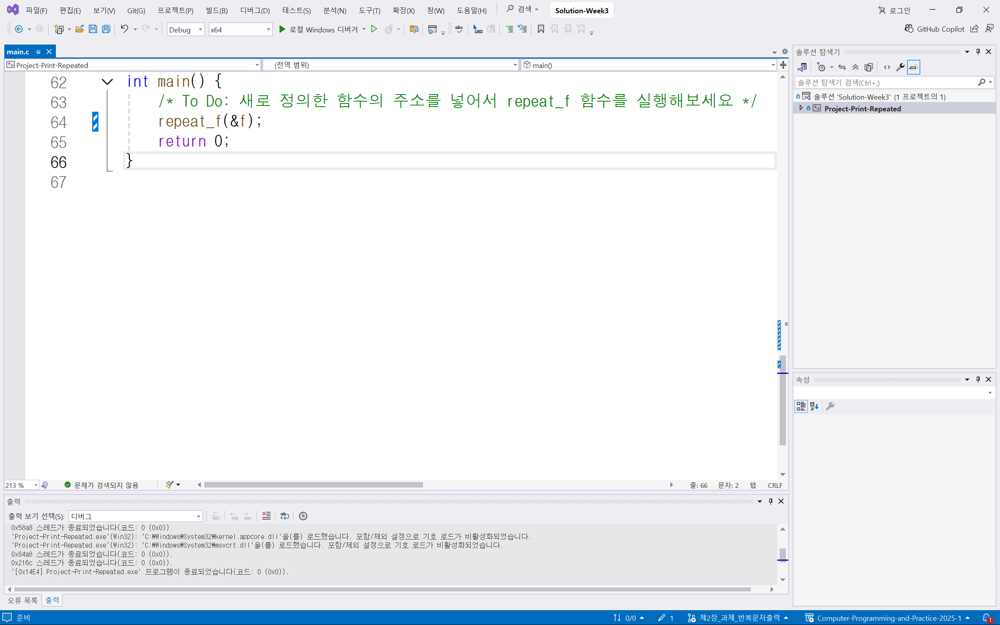 파일(F) 편집(E) 보기(V) Git(G) 프로젝트(P) 빌드(B) 디버그(D) 테스트(S) 분석(N) 도구(T) 확장(X) 창(W) 도움말(H) 검색 Solution-Week3 로그인
Debug x64 로컬 Windows 디버거 GitHub Copilot
main.c
Project-Print-Repeated (전역 범위) main()
62 int main() {
63 /* To Do: 새로 정의한 함수의 주소를 넣어서 repeat_f 함수를 실행해보세요 */
64 repeat_f(&f);
65 return 0;
66 }
67
213 % 문제가 검색되지 않음 줄: 66 문자: 2 탭 CRLF
출력
출력 보기 선택(S): 디버그
0x58a8 스레드가 종료되었습니다(코드: 0 (0x0)).
'Project-Print-Repeated.exe'(Win32): 'C:₩Windows₩System32₩kernel.appcore.dll'을(를) 로드했습니다. 포함/제외 설정으로 기호 로드가 비활성화되었습니다.
'Project-Print-Repeated.exe'(Win32): 'C:₩Windows₩System32₩msvcrt.dll'을(를) 로드했습니다. 포함/제외 설정으로 기호 로드가 비활성화되었습니다.
0x84a8 스레드가 종료되었습니다(코드: 0 (0x0)).
0x216c 스레드가 종료되었습니다(코드: 0 (0x0)).
'[0x14E4] Project-Print-Repeated.exe' 프로그램이 종료되었습니다(코드: 0 (0x0)).
오류 목록 출력
솔루션 탐색기
솔루션 탐색기 검색(Ctrl+;)
솔루션 'Solution-Week3' (1 프로젝트의 1)
Project-Print-Repeated
속성
준비 0/0 1 제2장_과제_반복문자출력 Computer-Programming-and-Practice-2025-1 1